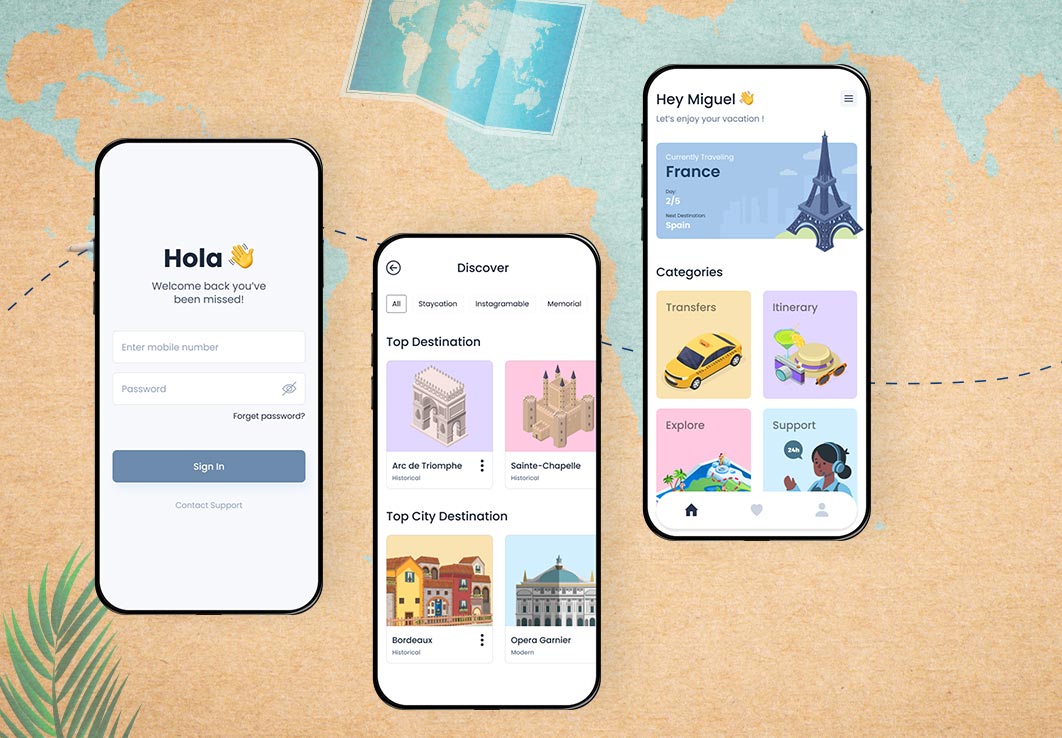 Hola 👋
Welcome back you've
been missed!
Enter mobile number
Password
Forget password?
Sign In
Contact Support
Discover
All Staycation Instagramable Memorial
Top Destination
Arc de Triomphe
Historical
Sainte-Chapelle
Historical
Top City Destination
Bordeaux
Historical
Opera Garnier
Modern
Hey Miguel 👋
Let's enjoy your vacation !
Currently Traveling
France
Day:
2/5
Next Destination:
Spain
Categories
Transfers
Itinerary
Explore
Support
24h